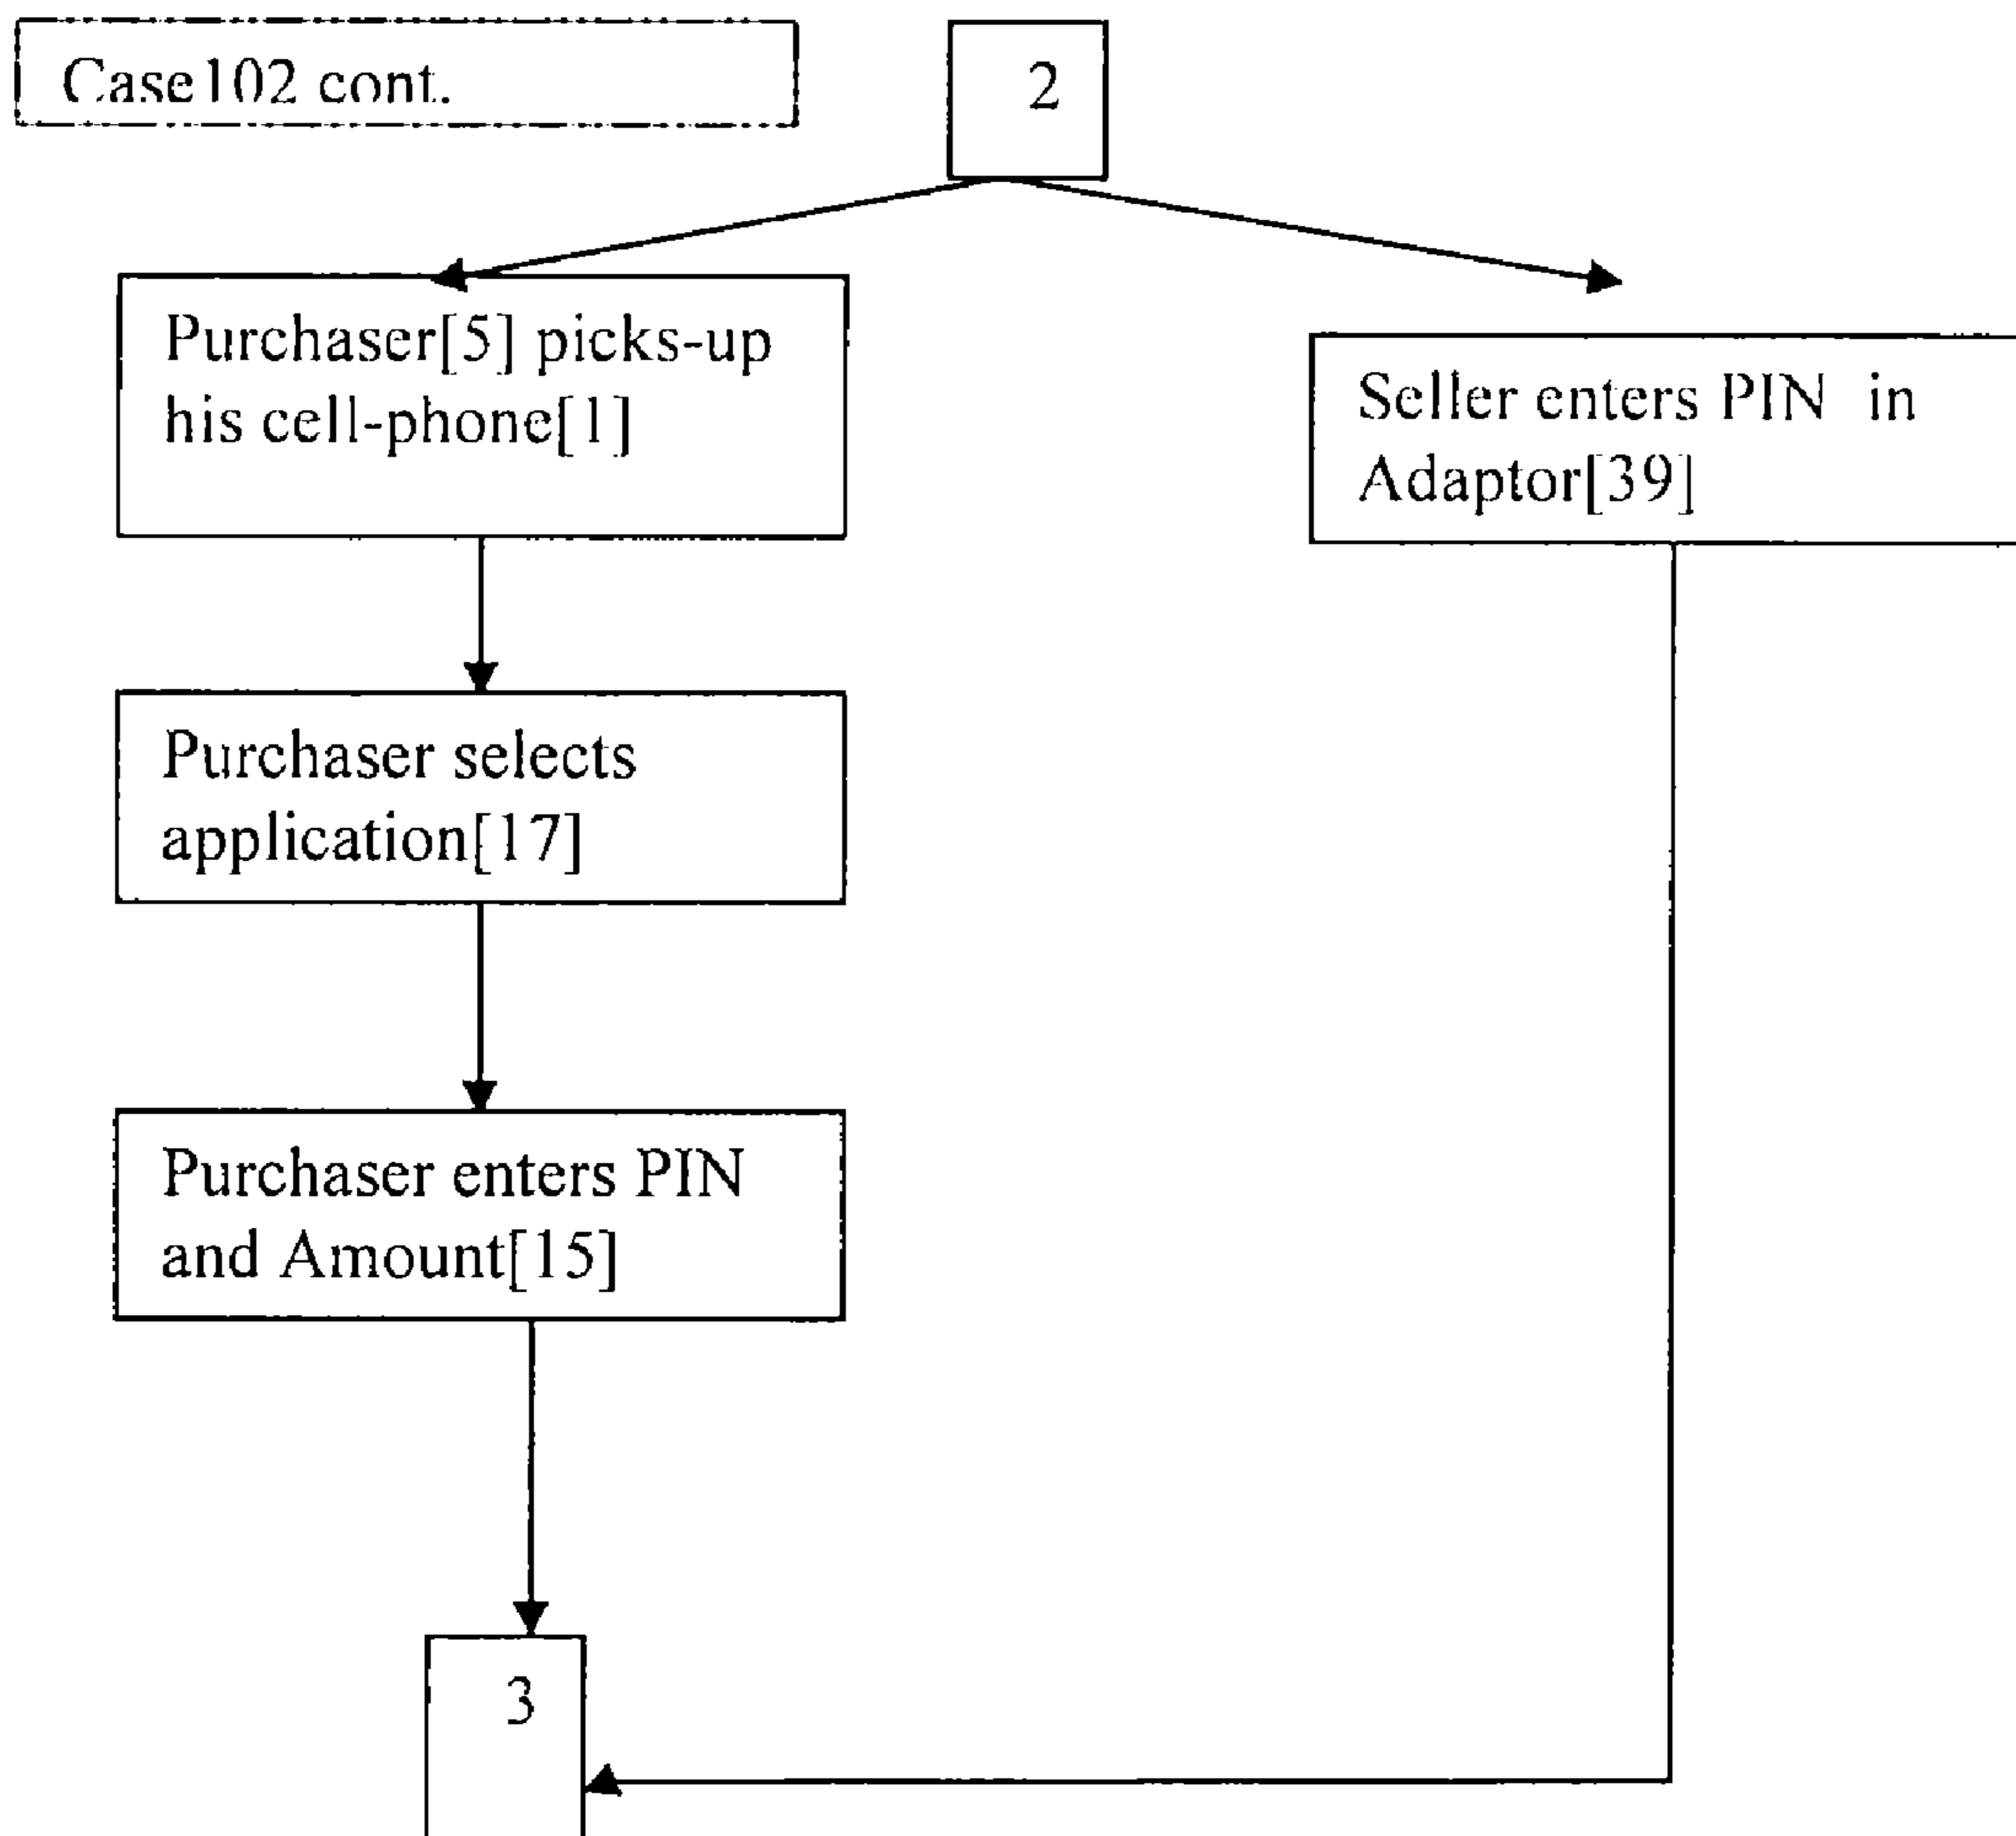 Case102 cont.
2
Purchaser[5] picks-up
his cell-phone[1]
Seller enters PIN in
Adaptor[39]
Purchaser selects
application[17]
Purchaser enters PIN
and Amount[15]
3